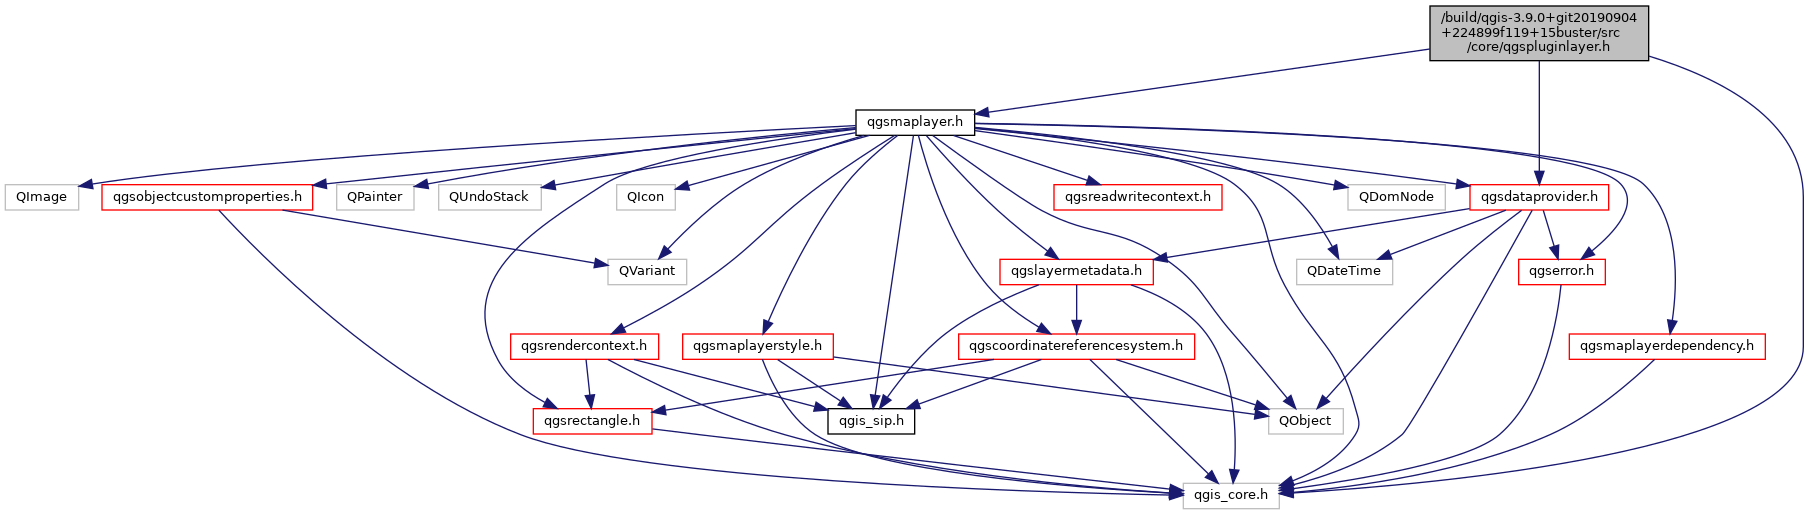 /build/qgis-3.9.0+git20190904
+224899f119+15buster/src
/core/qgspluginlayer.h
qgsmaplayer.h
QImage
qgsobjectcustomproperties.h
QPainter
QUndoStack
QIcon
qgsreadwritecontext.h
QDomNode
qgsdataprovider.h
QVariant
qgslayermetadata.h
QDateTime
qgserror.h
qgsrendercontext.h
qgsmaplayerstyle.h
qgscoordinatereferencesystem.h
qgsmaplayerdependency.h
qgsrectangle.h
qgis_sip.h
QObject
qgis_core.h